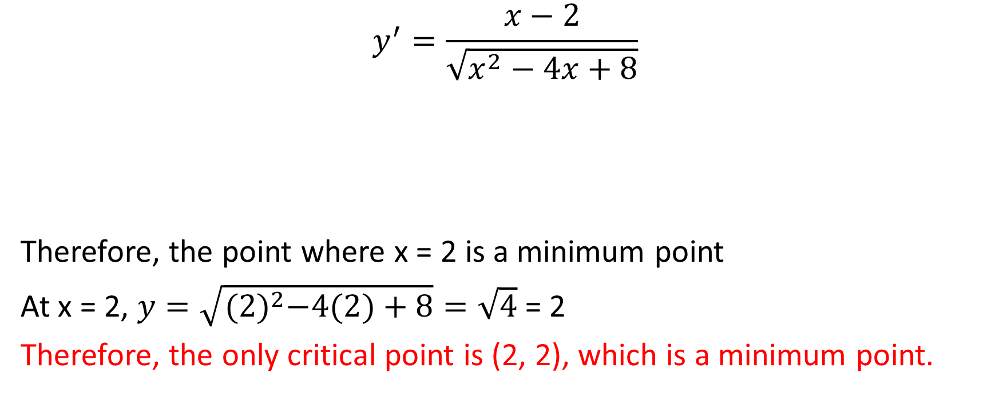 y′ = \frac{x − 2}{\sqrt{x² − 4x + 8}}
Therefore, the point where x = 2 is a minimum point
At x = 2, y = \sqrt{(2)²−4(2) + 8} = \sqrt{4} = 2
Therefore, the only critical point is (2, 2), which is a minimum point.